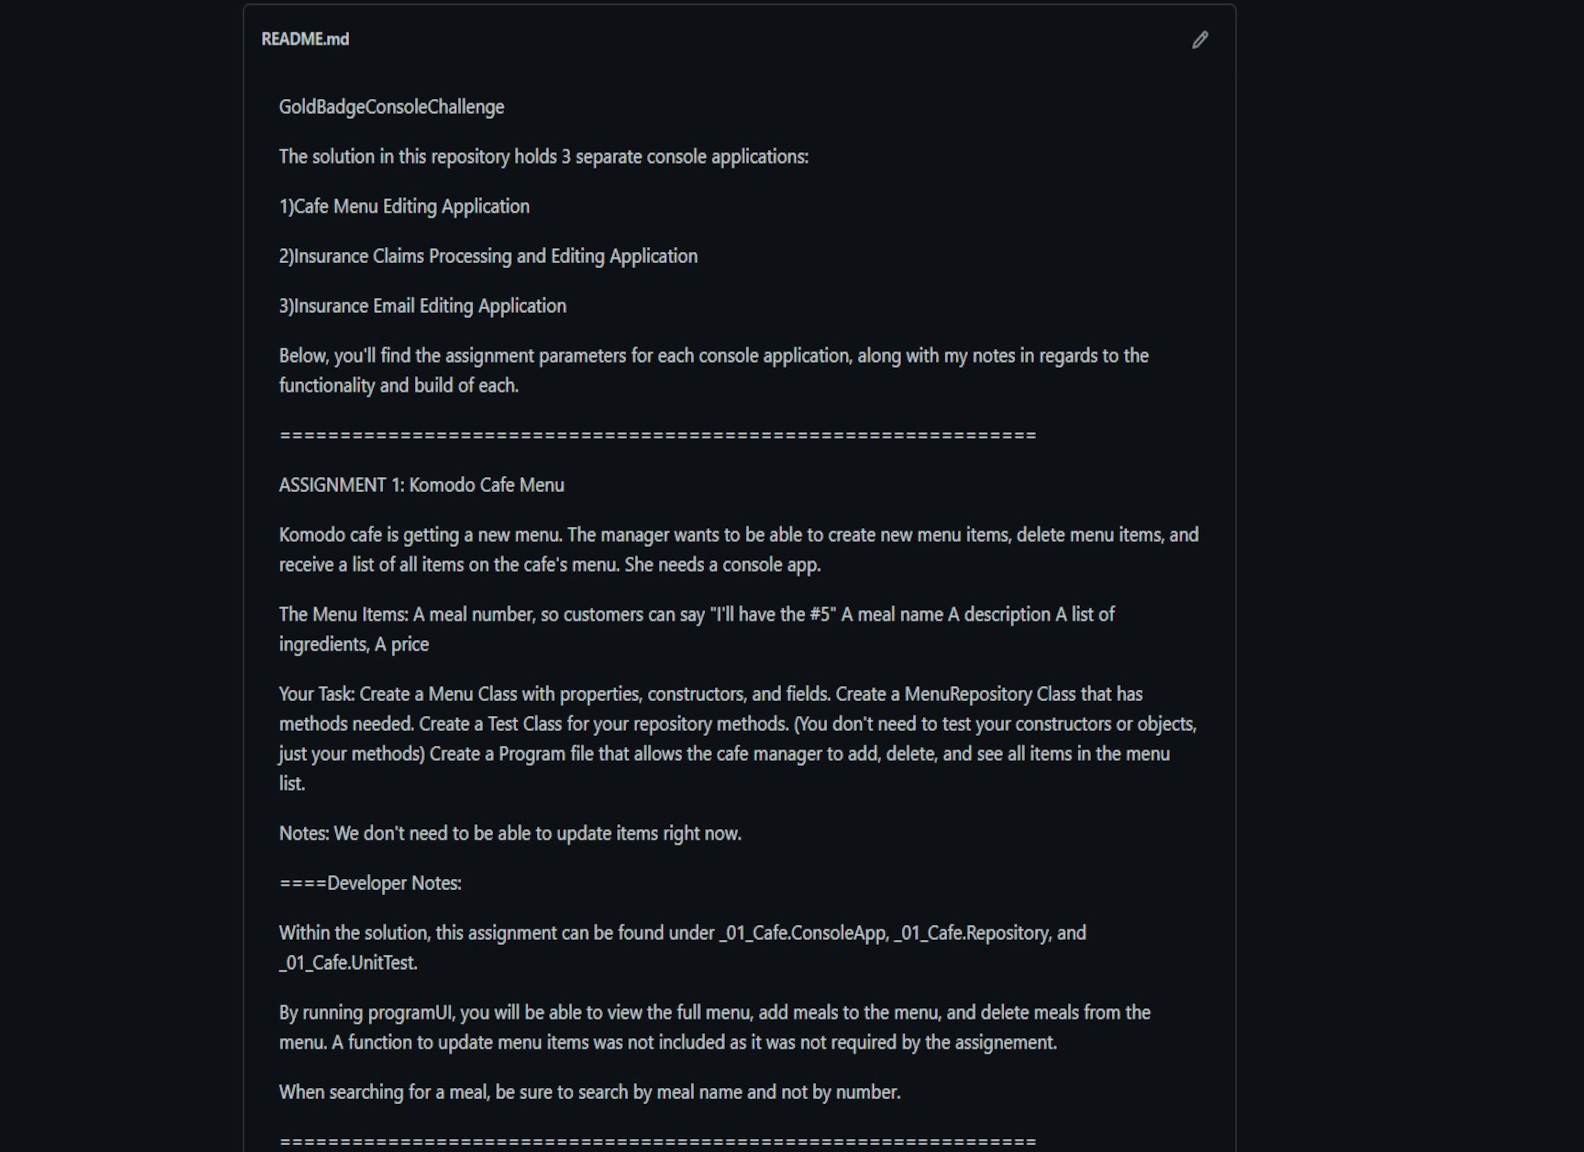 README.md
GoldBadgeConsoleChallenge
The solution in this repository holds 3 separate console applications:
1)Cafe Menu Editing Application
2)Insurance Claims Processing and Editing Application
3)Insurance Email Editing Application
Below, you'll find the assignment parameters for each console application, along with my notes in regards to the
functionality and build of each.
===============================================================
ASSIGNMENT 1: Komodo Cafe Menu
Komodo cafe is getting a new menu. The manager wants to be able to create new menu items, delete menu items, and
receive a list of all items on the cafe's menu. She needs a console app.
The Menu Items: A meal number, so customers can say "I'll have the #5" A meal name A description A list of
ingredients, A price
Your Task: Create a Menu Class with properties, constructors, and fields. Create a MenuRepository Class that has
methods needed. Create a Test Class for your repository methods. (You don't need to test your constructors or objects,
just your methods) Create a Program file that allows the cafe manager to add, delete, and see all items in the menu
list.
Notes: We don't need to be able to update items right now.
====Developer Notes:
Within the solution, this assignment can be found under _01_Cafe.ConsoleApp, _01_Cafe.Repository, and
_01_Cafe.UnitTest.
By running programUI, you will be able to view the full menu, add meals to the menu, and delete meals from the
menu. A function to update menu items was not included as it was not required by the assignement.
When searching for a meal, be sure to search by meal name and not by number.
===============================================================